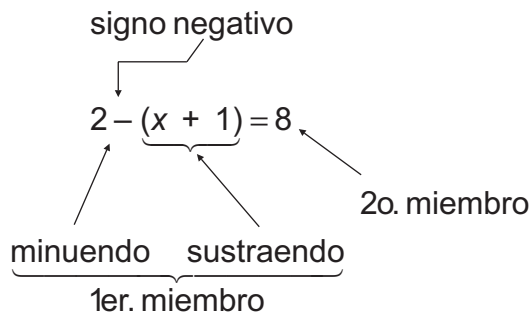 signo negativo
2 – (x + 1) = 8
2o. miembro
minuendo sustraendo
1er. miembro